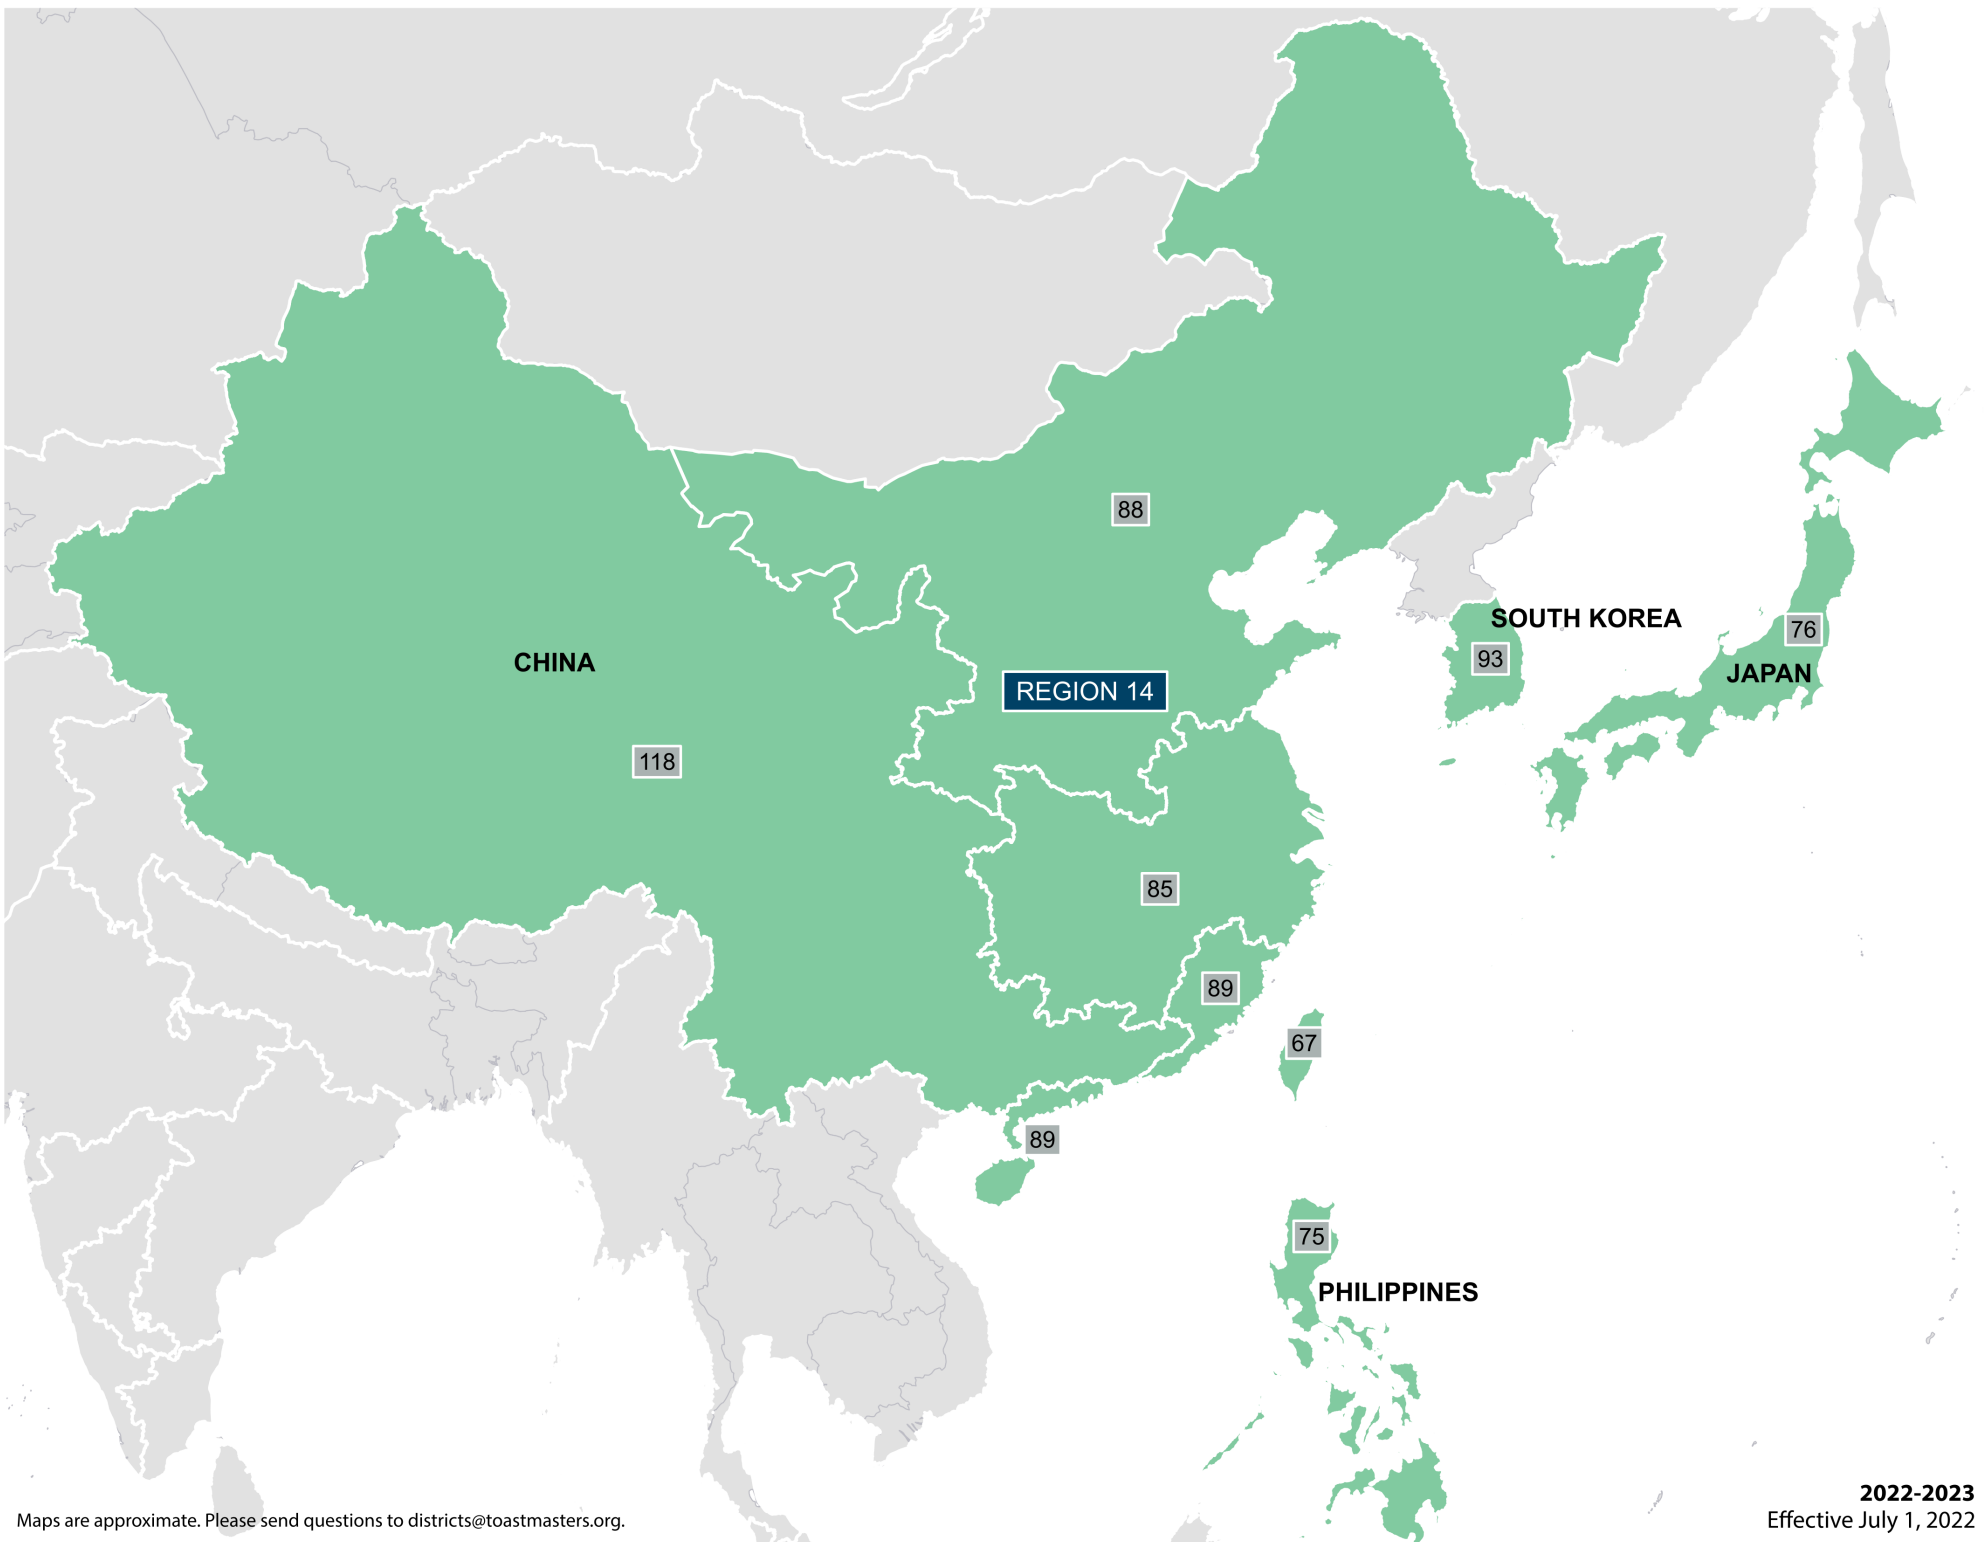 88
SOUTH KOREA
76
93
CHINA
JAPAN
REGION 14
118
85
89
67
89
75
PHILIPPINES
2022-2023
Effective July 1, 2022
Maps are approximate. Please send questions to districts@toastmasters.org.